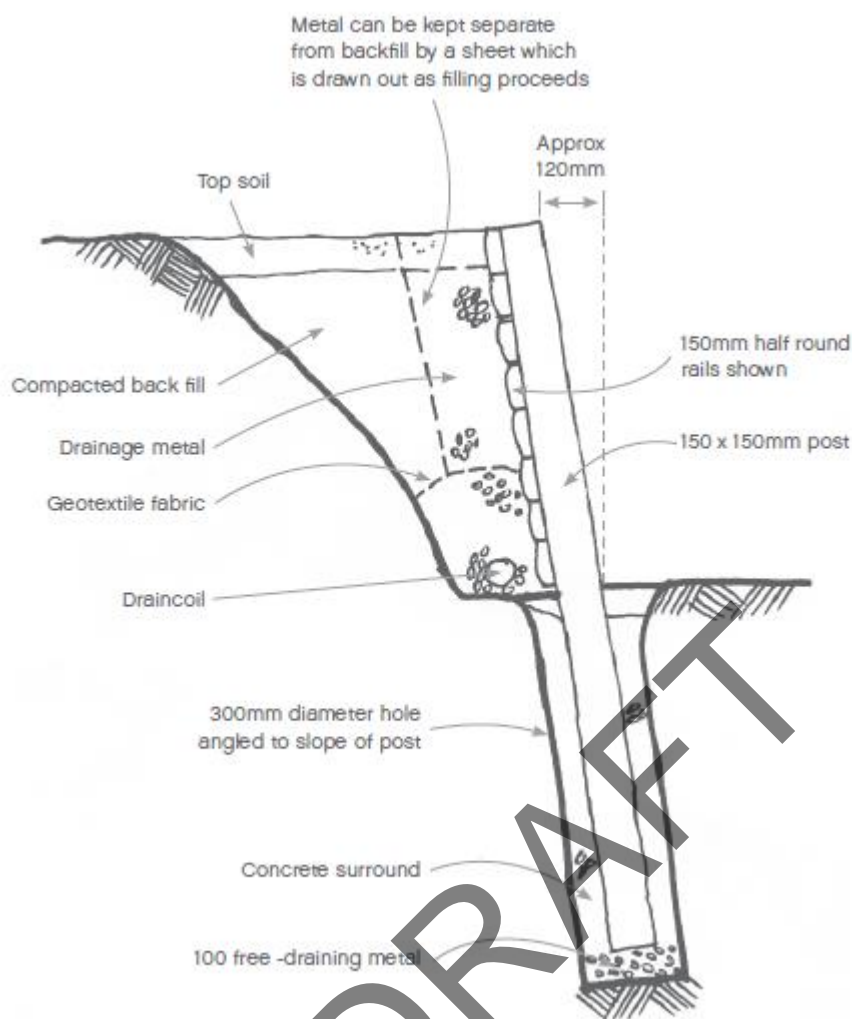 Metal can be kept separate
from backfill by a sheet which
is drawn out as filling proceeds
Approx
120mm
Top soil
150mm half round
rails shown
Compacted back fill
150 x 150mm post
Drainage metal
Geotextile fabric
Draincoil
300mm diameter hole
angled to slope of post
Concrete surround
100 free -draining metal
DRAFT